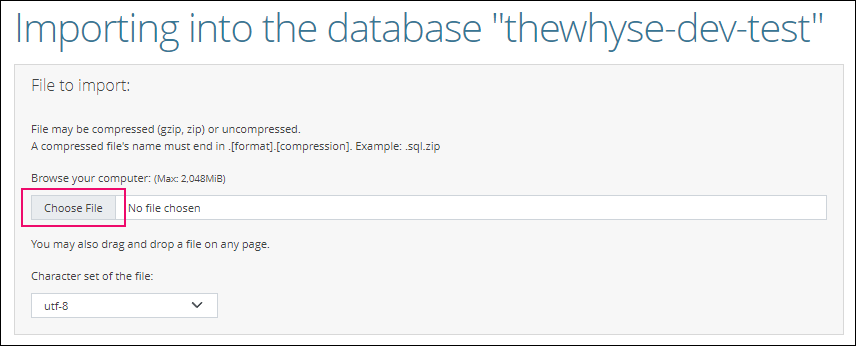 Importing into the database "thewhyse-dev-test"
File to import:
File may be compressed (gzip, zip) or uncompressed.
A compressed file's name must end in .[format].[compression]. Example: .sql.zip
Browse your computer: (Max: 2,048MiB)
Choose File No file chosen
You may also drag and drop a file on any page.
Character set of the file:
utf-8